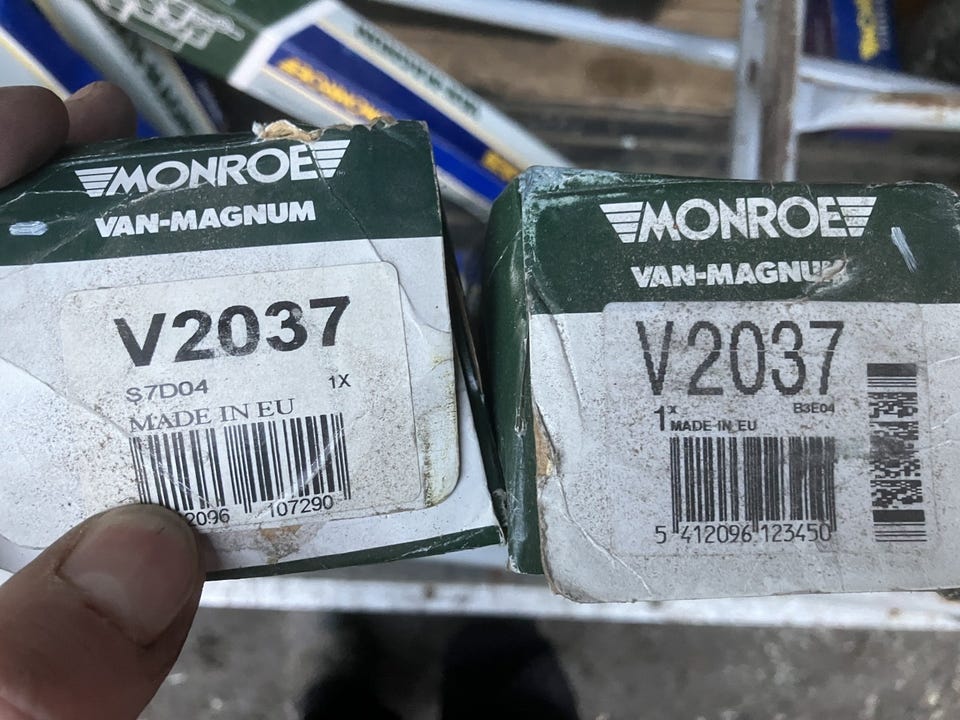 MONROE
MONROE
VAN-MAGNUM
V2037
S7D04 1X
MADE IN EU
2096 107290
MONROE
VAN-MAGNUM
V2037
1x B3E04
MADE IN EU
5 412096 123450